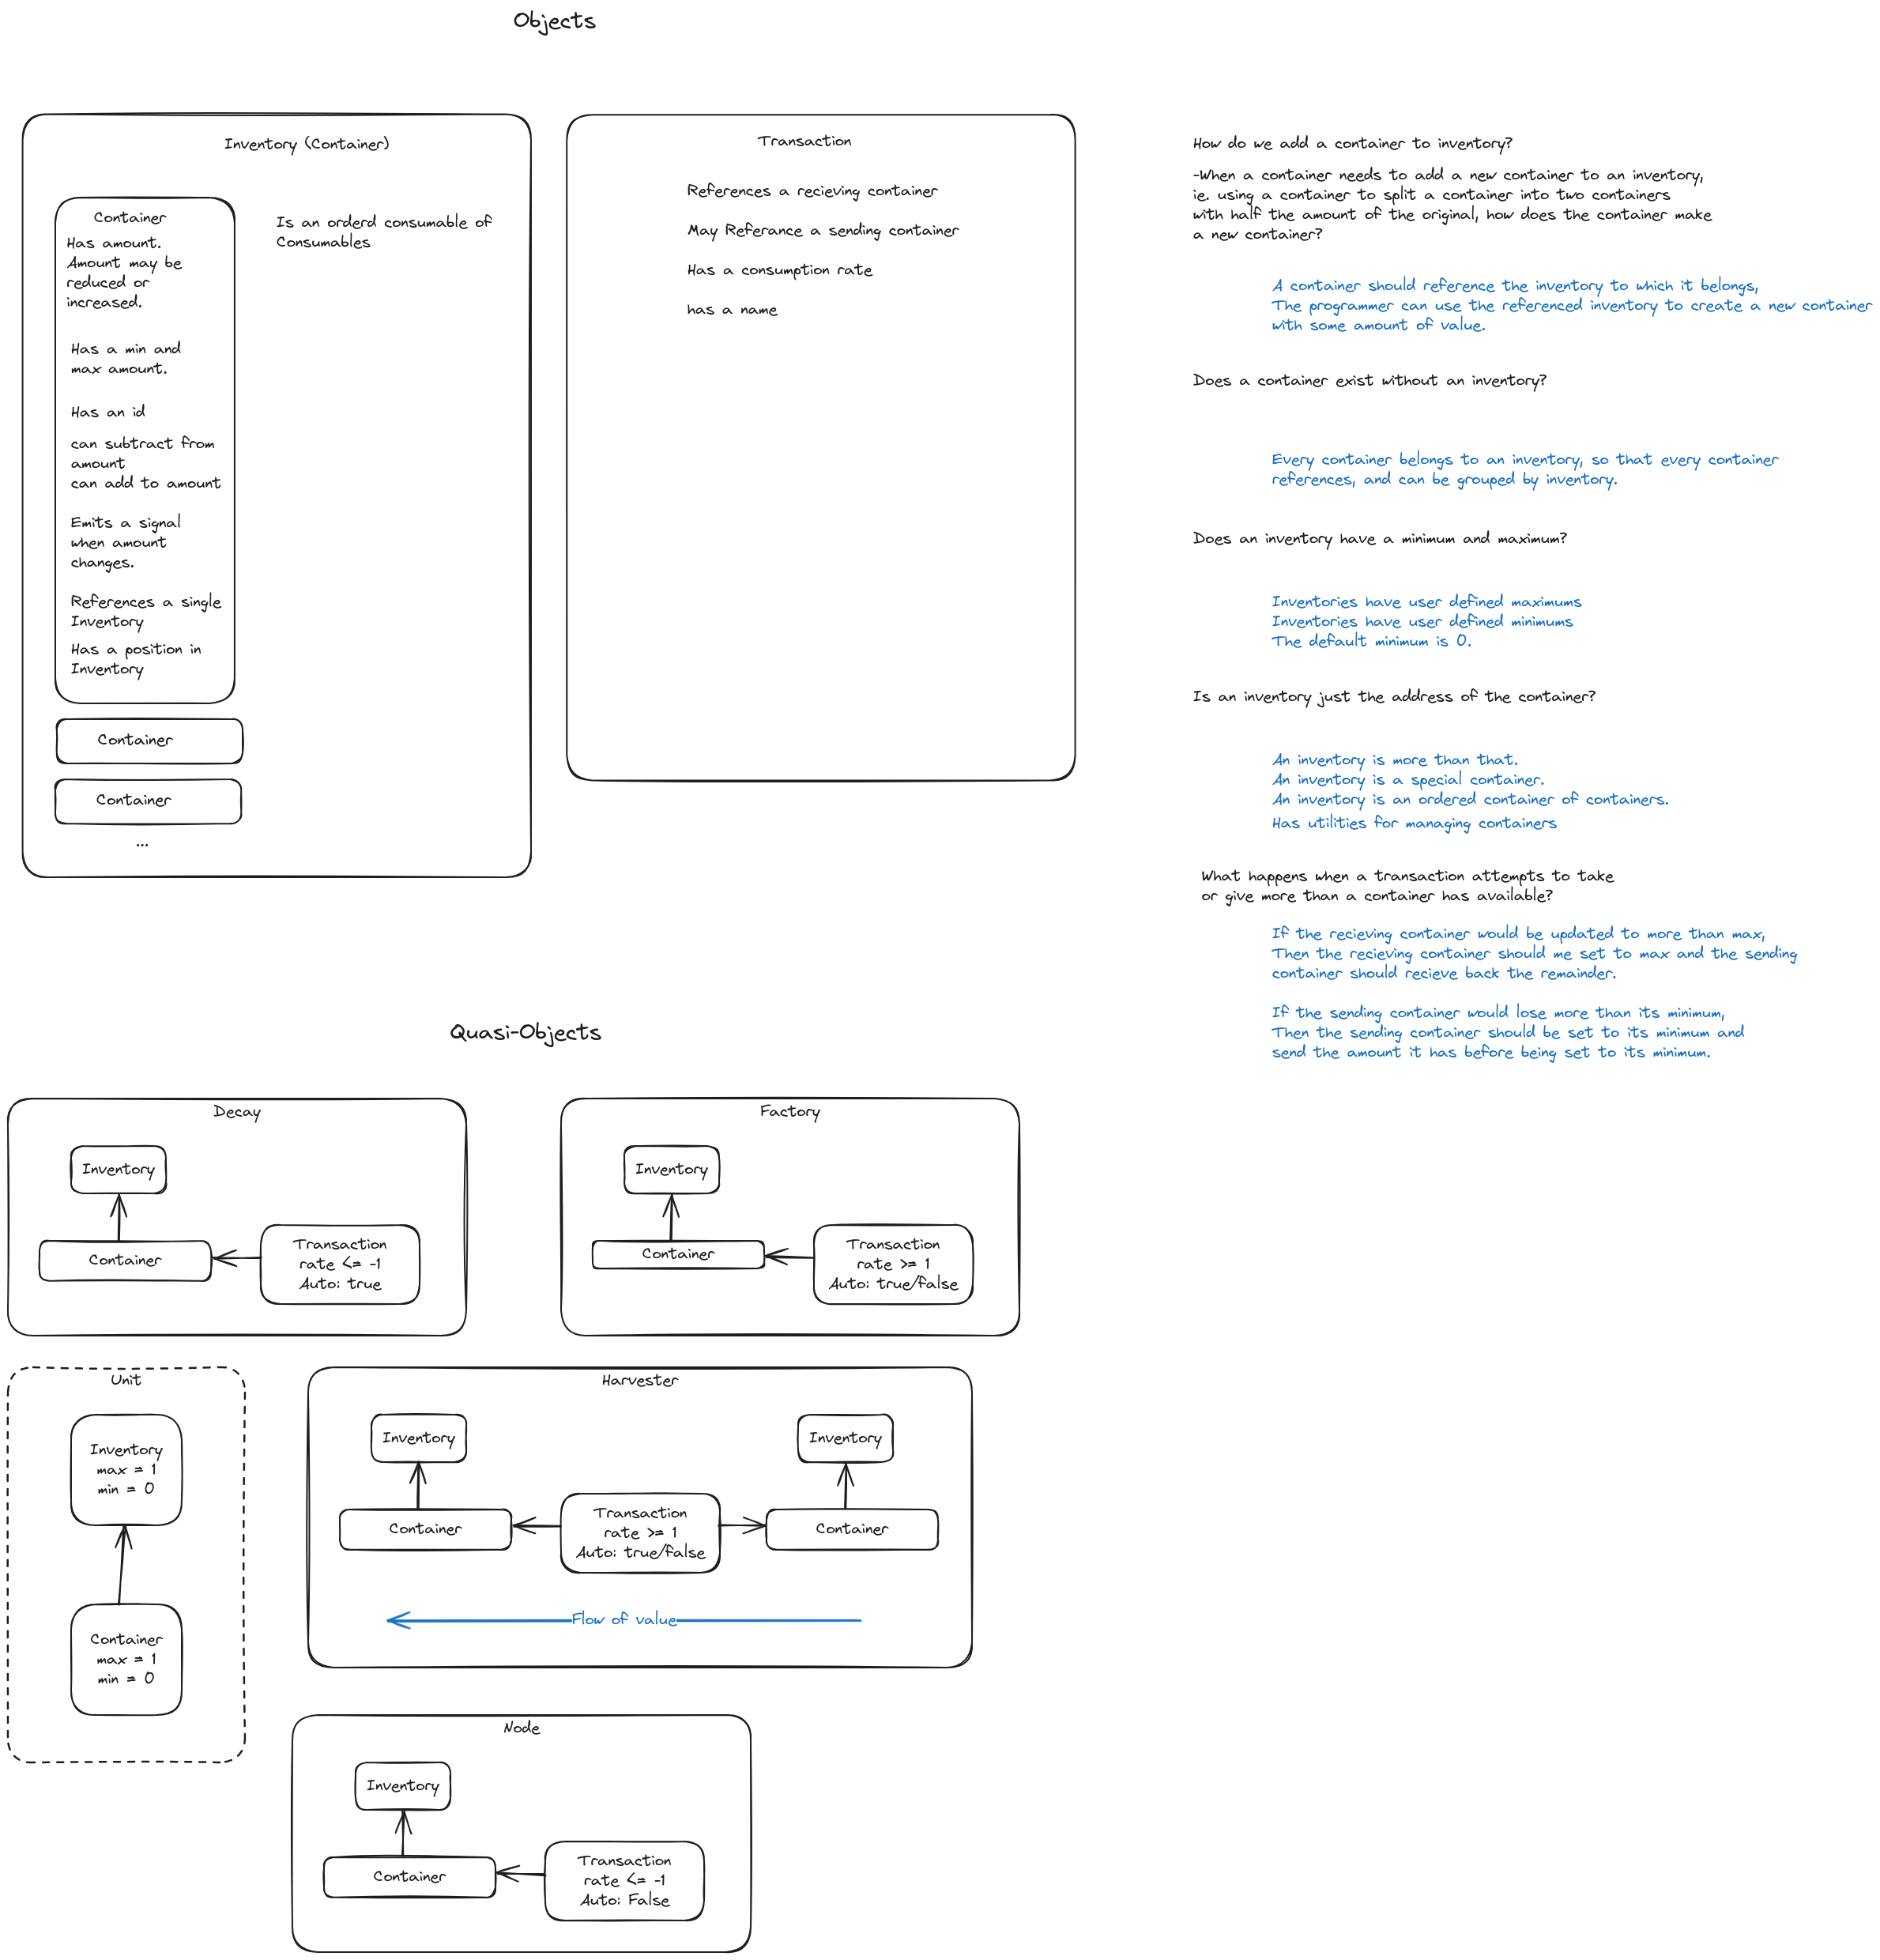 Objects
Inventory (Container)
Container
Has amount.
Amount may be
reduced or
increased.
Has a min and
max amount.
Has an id
can subtract from
amount
can add to amount
Emits a signal
when amount
changes.
References a single
Inventory
Has a position in
Inventory
Container
Container
...
Is an orderd consumable of
Consumables
Transaction
References a recieving container
May Referance a sending container
Has a consumption rate
has a name
How do we add a container to inventory?
-When a container needs to add a new container to an inventory,
ie. using a container to split a container into two containers
with half the amount of the original, how does the container make
a new container?
A container should reference the inventory to which it belongs,
The programmer can use the referenced inventory to create a new container
with some amount of value.
Does a container exist without an inventory?
Every container belongs to an inventory, so that every container
references, and can be grouped by inventory.
Does an inventory have a minimum and maximum?
Inventories have user defined maximums
Inventories have user defined minimums
The default minimum is 0.
Is an inventory just the address of the container?
An inventory is more than that.
An inventory is a special container.
An inventory is an ordered container of containers.
Has utilities for managing containers
What happens when a transaction attempts to take
or give more than a container has available?
If the recieving container would be updated to more than max,
Then the recieving container should me set to max and the sending
container should recieve back the remainder.
If the sending container would lose more than its minimum,
Then the sending container should be set to its minimum and
send the amount it has before being set to its minimum.
Quasi-Objects
Decay
Inventory
Container
Transaction
rate <= -1
Auto: true
Factory
Inventory
Container
Transaction
rate >= 1
Auto: true/false
Unit
Inventory
max = 1
min = 0
Container
max = 1
min = 0
Harvester
Inventory
Inventory
Container
Transaction
rate >= 1
Auto: true/false
Container
Flow of value
Node
Inventory
Container
Transaction
rate <= -1
Auto: False